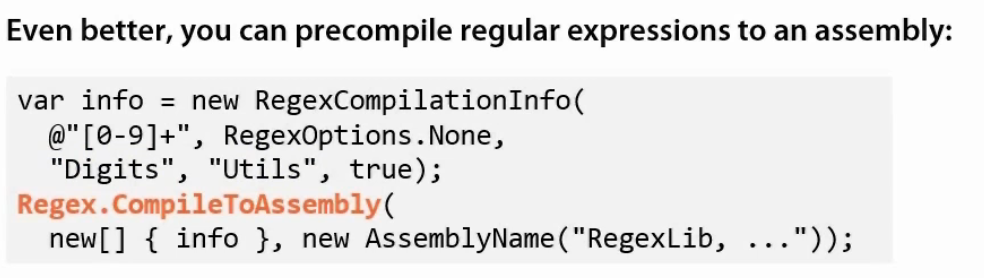 Even better, you can precompile regular expressions to an assembly:
var info = new RegexCompilationInfo(
@"[0-9]+", RegexOptions.None,
"Digits", "Utils", true);
Regex.CompileToAssembly(
new[] { info }, new AssemblyName("RegexLib, ..."));